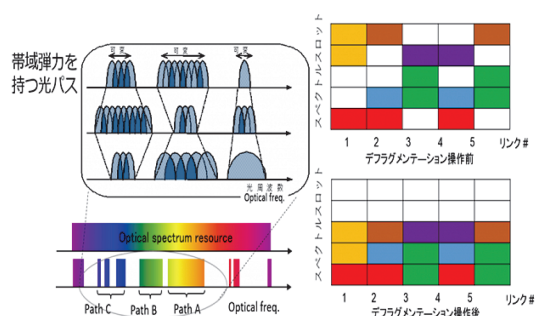 帯域弾力を
持つ光パス
光周波数
Optical freq.
Optical spectrum resource
Path C
Path B
Path A
Optical freq.
スペクトルスロット
1
2
3
4
5
リンク#
デフラグメンテーション操作前
スペクトルスロット
1
2
3
4
5
リンク#
デフラグメンテーション操作後